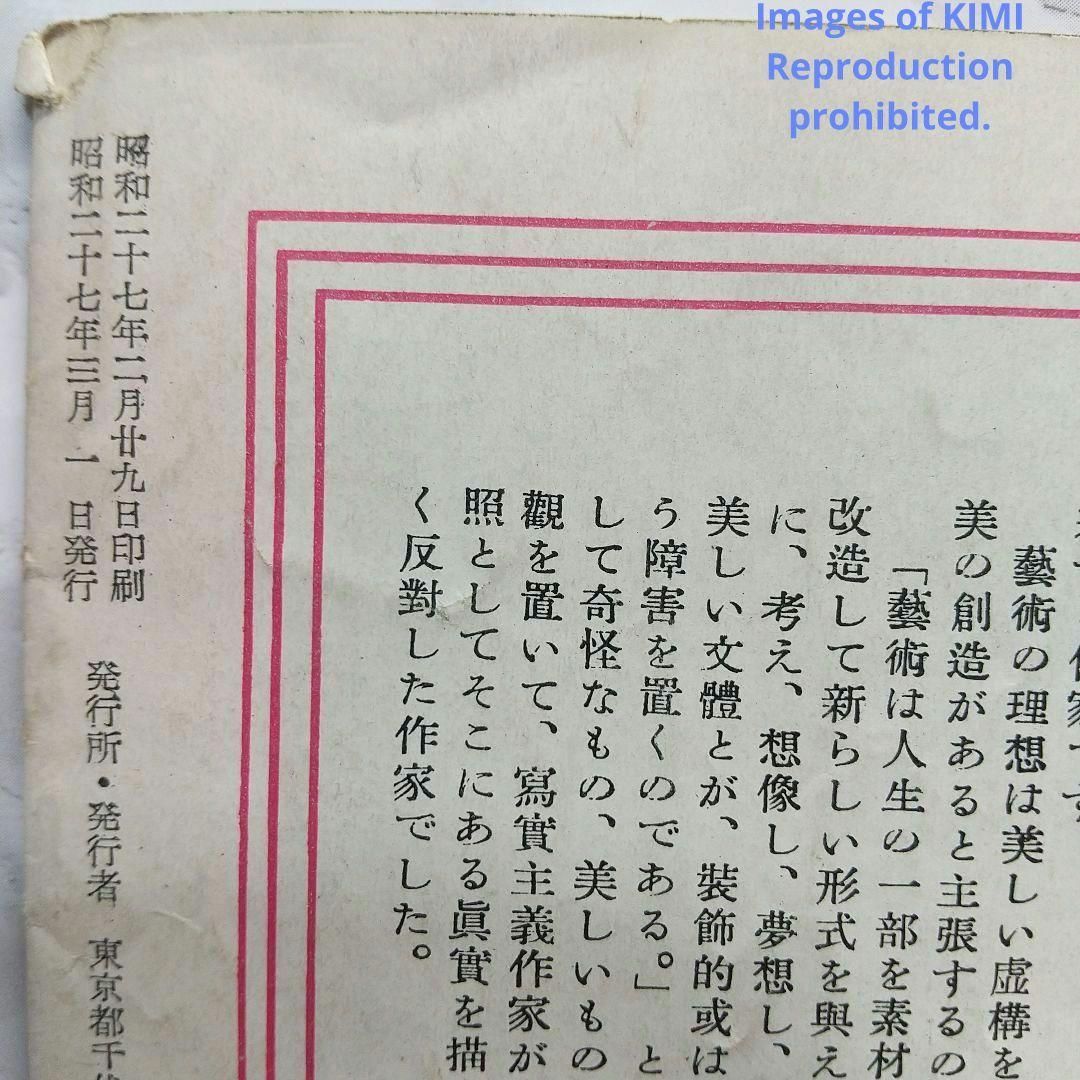 Images of KIMI
Reproduction
prohibited.
藝術の理想は美しい虚構を
美の創造があると主張するの
「藝術は人生の一部を素材
改造して新らしい形式を與え
に、考え、想像し、夢想し、
美しい文體とが、裝飾的或は
う障害を置くのである。」と
して奇怪なもの、美しいもの
觀を置いて、寫實主義作家が
照としてそこにある眞實を描
く反對した作家でした。
昭和二十七年二月廿九日印刷
昭和二十七年三月一日発行
発行所・発行者 東京都千